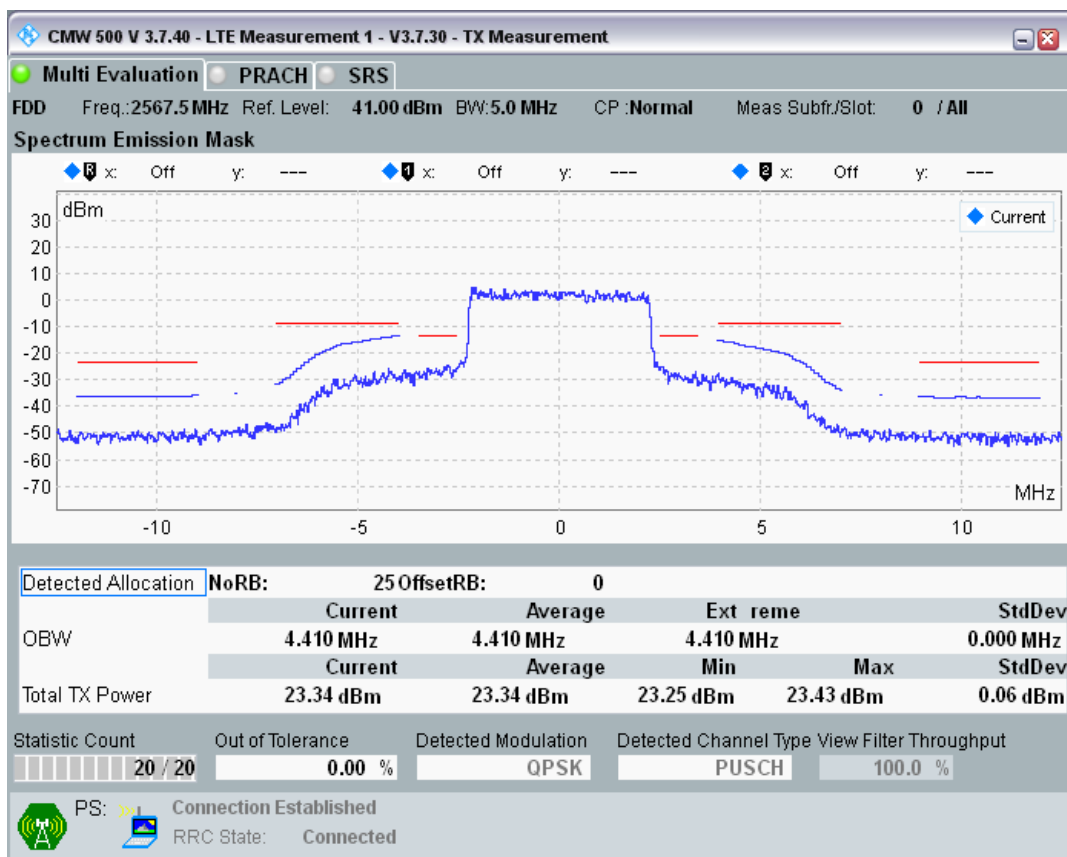 CMW 500 V 3.7.40 - LTE Measurement 1 - V3.7.30 - TX Measurement
Multi Evaluation PRACH SRS
FDD Freq.:2567.5 MHz Ref. Level: 41.00 dBm BW:5.0 MHz CP :Normal Meas Subfr./Slot: 0 / All
Spectrum Emission Mask
R x: Off y: --- 1 x: Off y: --- 2 x: Off y: ---
dBm
Current
30
20
10
0
-10
-20
-30
-40
-50
-60
-70
MHz
-10 -5 0 5 10
Detected Allocation NoRB: 25 OffsetRB: 0
Current Average Ext reme StdDev
OBW 4.410 MHz 4.410 MHz 4.410 MHz 0.000 MHz
Current Average Min Max StdDev
Total TX Power 23.34 dBm 23.34 dBm 23.25 dBm 23.43 dBm 0.06 dBm
Statistic Count Out of Tolerance Detected Modulation Detected Channel Type View Filter Throughput
20 / 20 0.00 % QPSK PUSCH 100.0 %
PS: Connection Established
RRC State: Connected